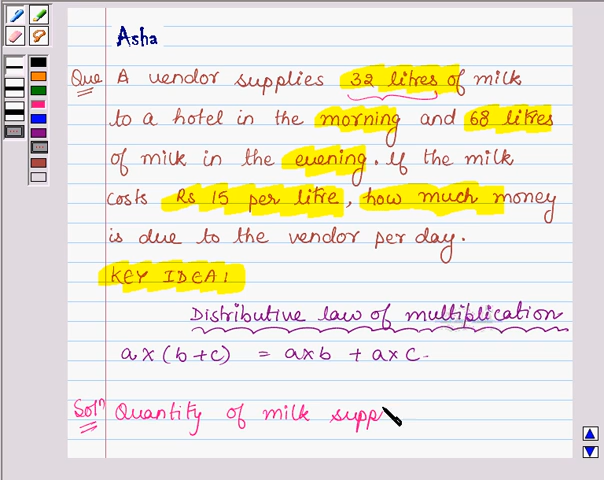 Asha
Que A vendor supplies 32 litres of milk
to a hotel in the morning and 68 litres
of milk in the evening. If the milk
costs Rs 15 per litre, how much money
is due to the vendor per day.
KEY IDEA!
Distributive law of multiplication
a×(b+c) = a×b + a×c.
Solⁿ Quantity of milk supp